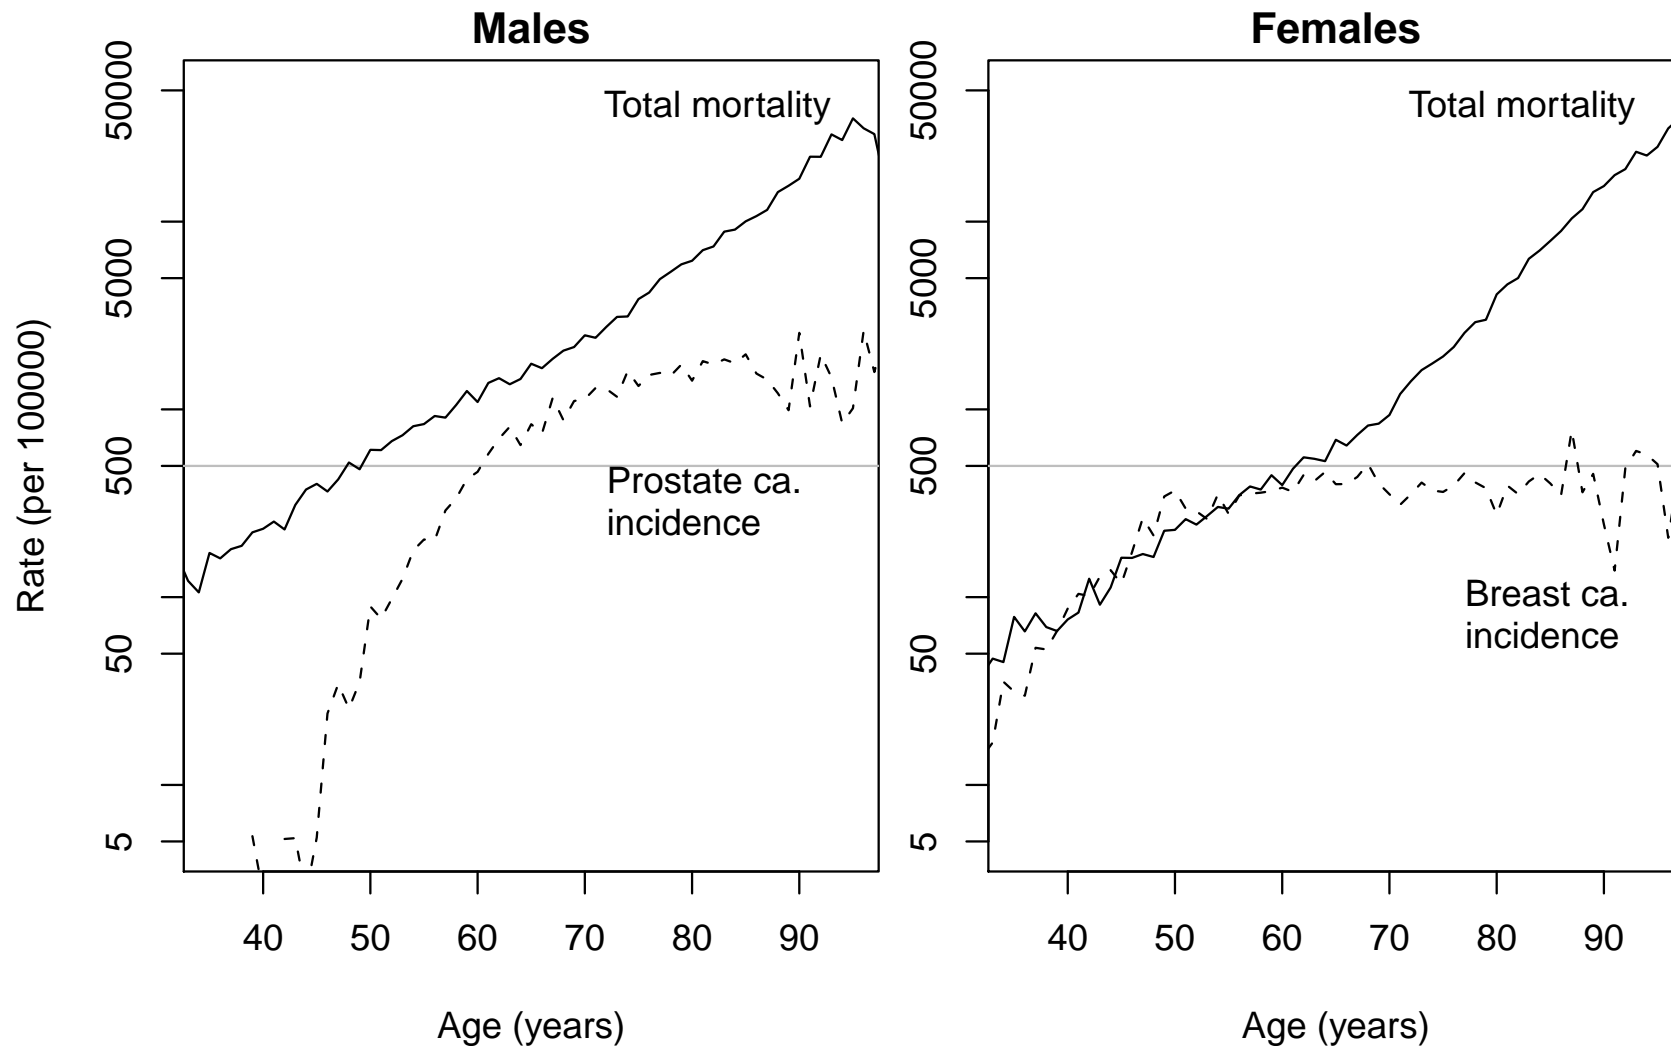 Males
Females
Rate (per 100000)
50000
5000
500
50
5
Total mortality
Prostate ca.
incidence
40 50 60 70 80 90
Age (years)
50000
5000
500
50
5
Total mortality
Breast ca.
incidence
40 50 60 70 80 90
Age (years)